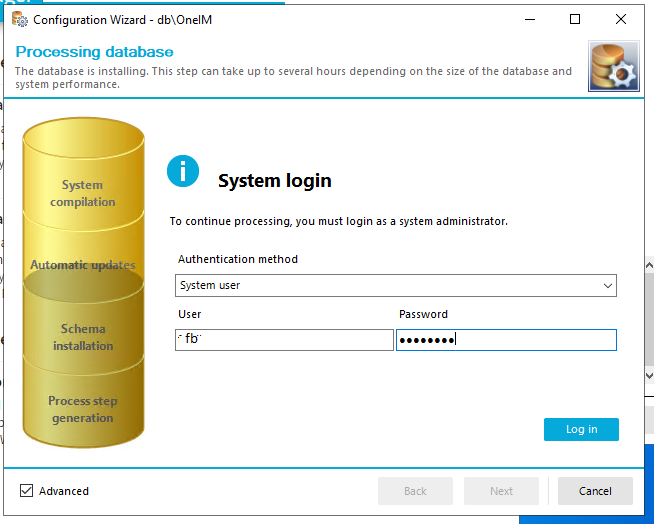 Configuration Wizard - db\OneIM
Processing database
The database is installing. This step can take up to several hours depending on the size of the database and
system performance.
System
compilation
Automatic updates
Schema
installation
Process step
generation
System login
To continue processing, you must login as a system administrator.
Authentication method
System user
User
Password
fb
●●●●●●●●
Log in
Advanced
Back
Next
Cancel